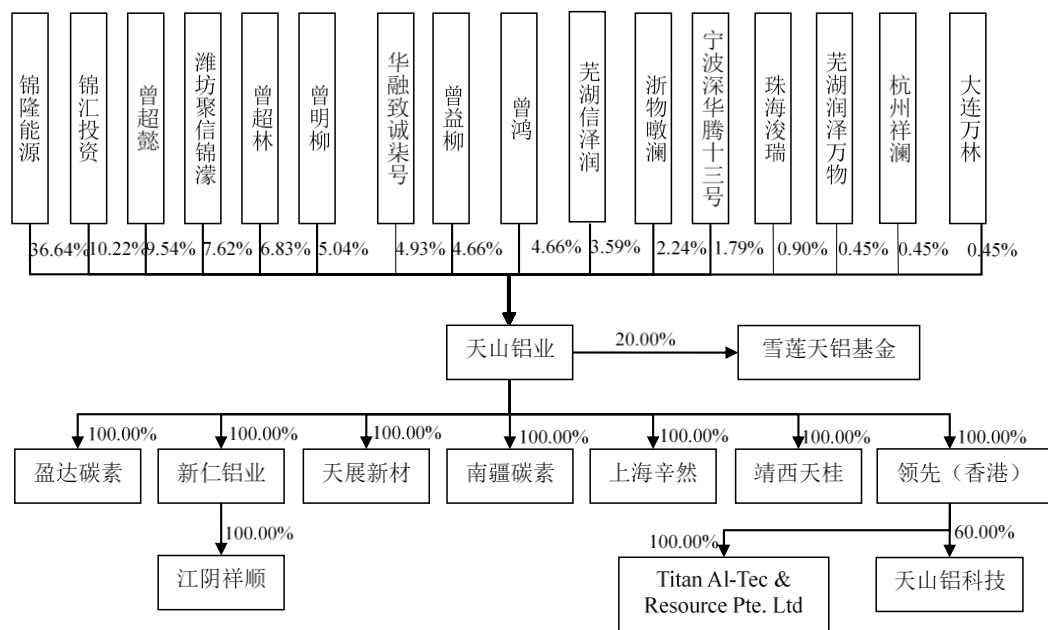 锦隆能源
锦汇投资
曾超懿
潍坊聚信锦濛
曾超林
曾明柳
华融致诚柒号
曾益柳
曾鸿
芜湖信泽润
浙物暾澜
宁波深华腾十三号
珠海浚瑞
芜湖润泽万物
杭州祥澜
大连万林
36.64%
10.22%
9.54%
7.62%
6.83%
5.04%
4.93%
4.66%
4.66%
3.59%
2.24%
1.79%
0.90%
0.45%
0.45%
0.45%
天山铝业
20.00%
雪莲天铝基金
100.00%
100.00%
100.00%
100.00%
100.00%
100.00%
100.00%
盈达碳素
新仁铝业
天展新材
南疆碳素
上海辛然
靖西天桂
领先（香港）
100.00%
100.00%
60.00%
江阴祥顺
Titan Al-Tec &
Resource Pte. Ltd
天山铝科技